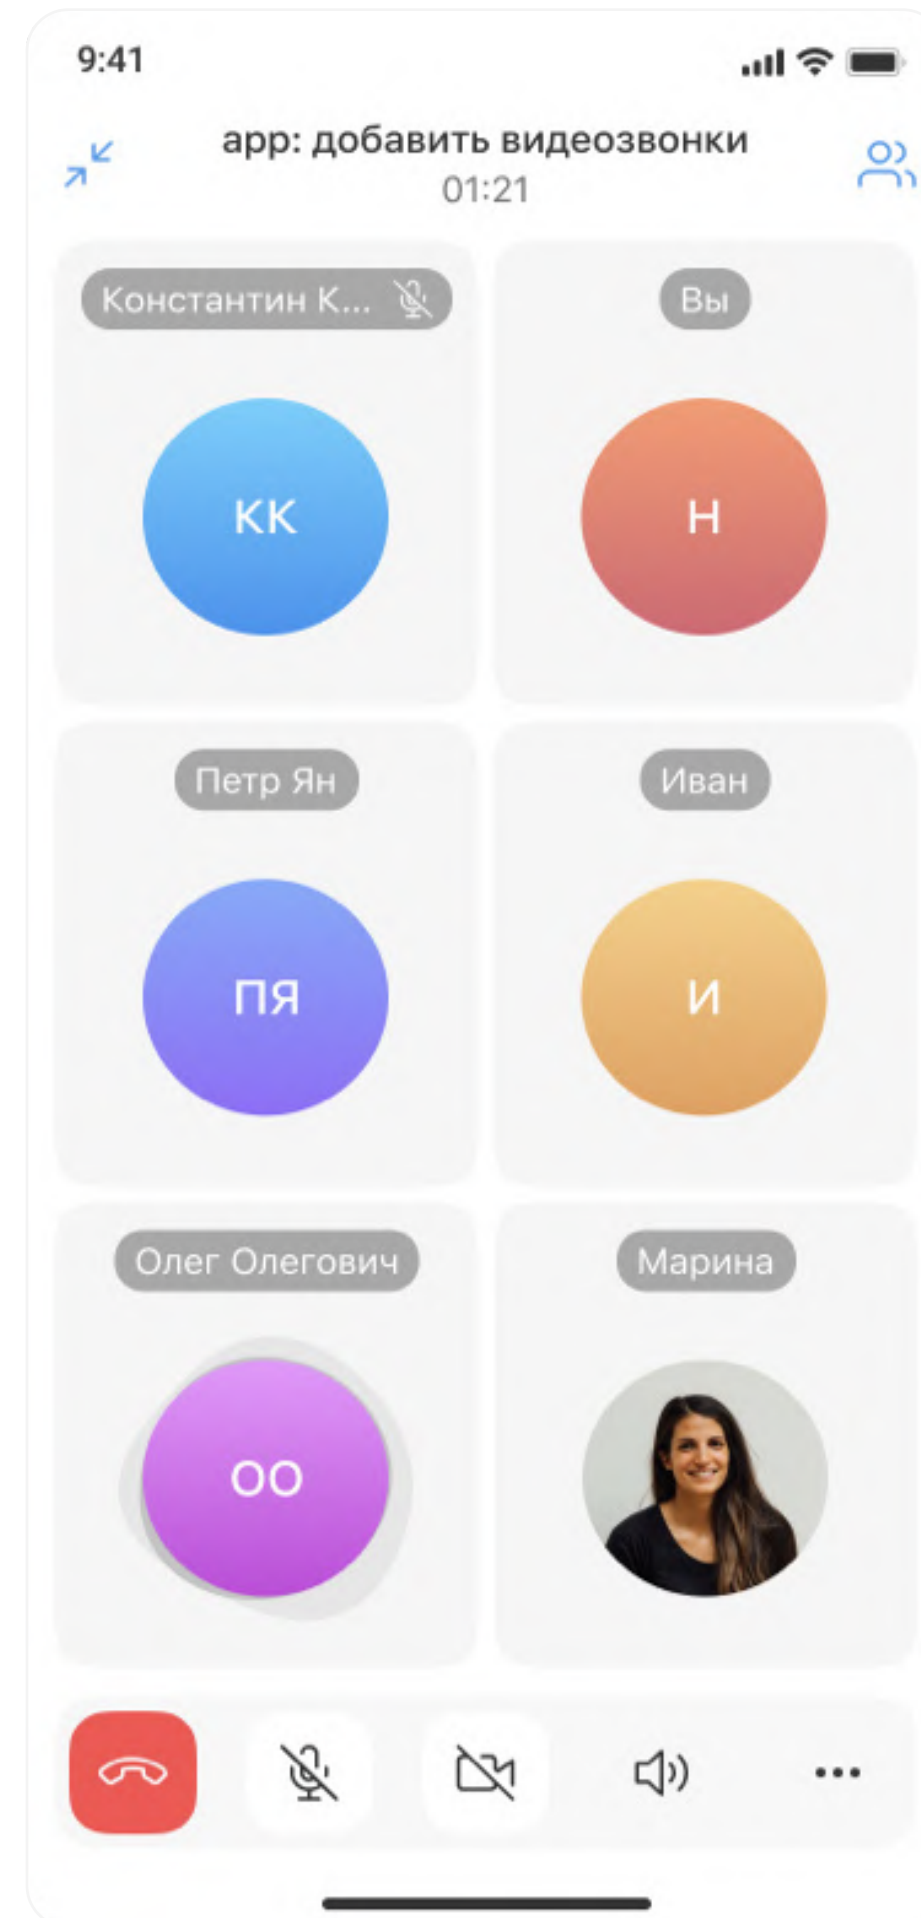 9:41
app: добавить видеозвонки
01:21
Константин К...
Вы
КК
Н
Петр Ян
Иван
ПЯ
И
Олег Олегович
Марина
ОО